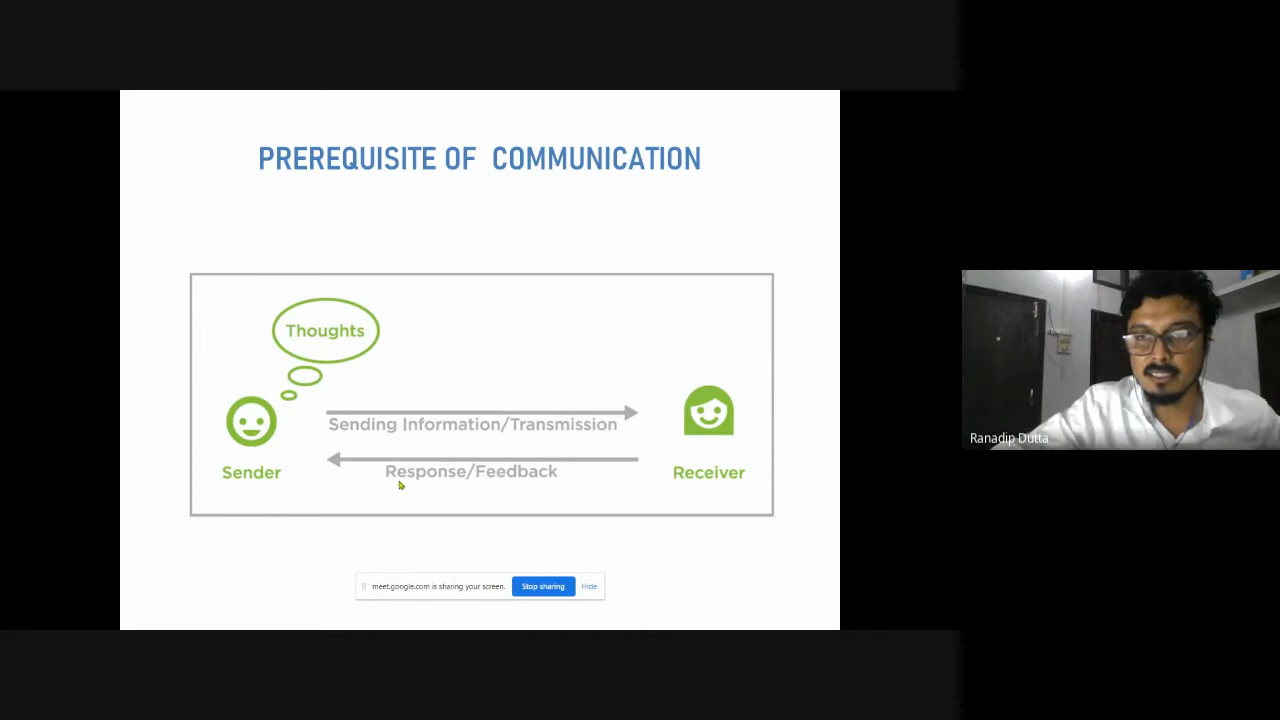 PREREQUISITE OF COMMUNICATION
Thoughts
Sending Information/Transmission
Response/Feedback
Sender
Receiver
Ranadip Dutta
meet.google.com is sharing your screen. Stop sharing Hide